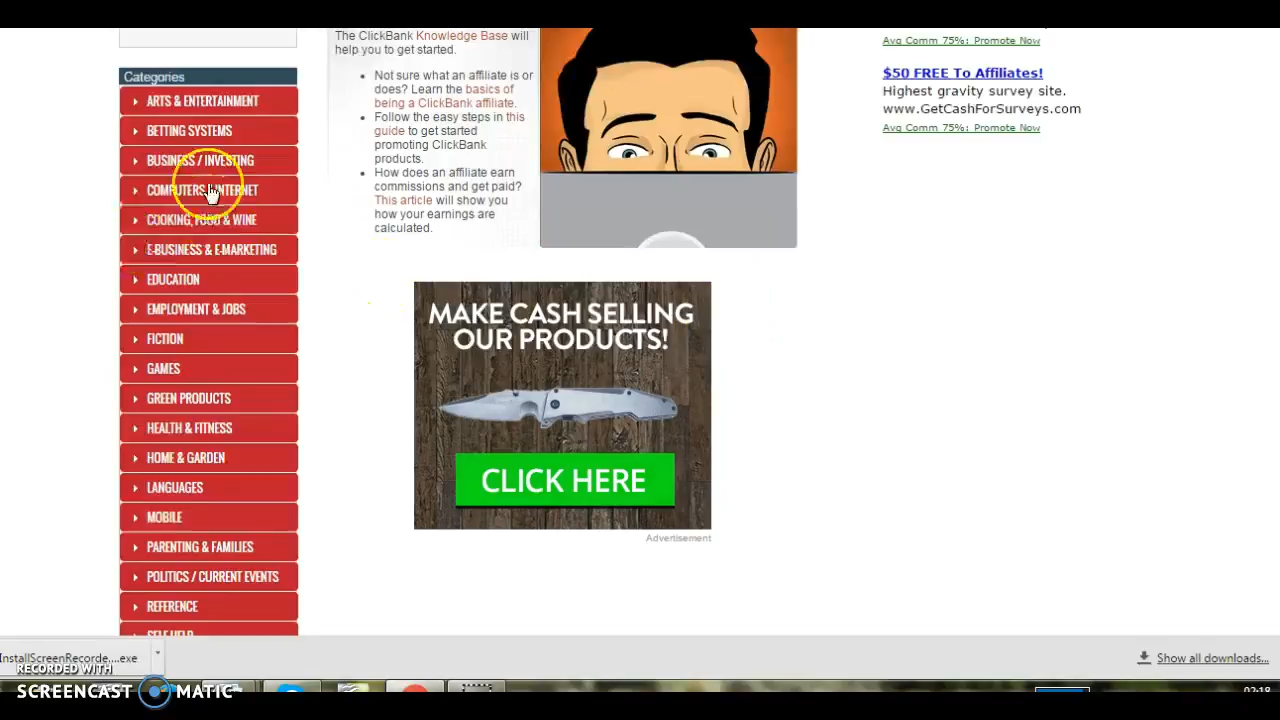 The ClickBank Knowledge Base will
help you to get started.
Not sure what an affiliate is or
does? Learn the basics of
being a ClickBank affiliate.
Follow the easy steps in this
guide to get started
promoting ClickBank
products.
How does an affiliate earn
commissions and get paid?
This article will show you
how your earnings are
calculated.
Avg Comm 75%: Promote Now
$50 FREE To Affiliates!
Highest gravity survey site.
www.GetCashForSurveys.com
Avg Comm 75%: Promote Now
Categories
ARTS & ENTERTAINMENT
BETTING SYSTEMS
BUSINESS / INVESTING
COMPUTERS / INTERNET
COOKING, FOOD & WINE
E-BUSINESS & E-MARKETING
EDUCATION
EMPLOYMENT & JOBS
FICTION
GAMES
GREEN PRODUCTS
HEALTH & FITNESS
HOME & GARDEN
LANGUAGES
MOBILE
PARENTING & FAMILIES
POLITICS / CURRENT EVENTS
REFERENCE
SELF HELP
MAKE CASH SELLING
OUR PRODUCTS!
CLICK HERE
Advertisement
InstallScreenRecorde....exe
Show all downloads...
RECORDED WITH
SCREENCAST MATIC
02:18